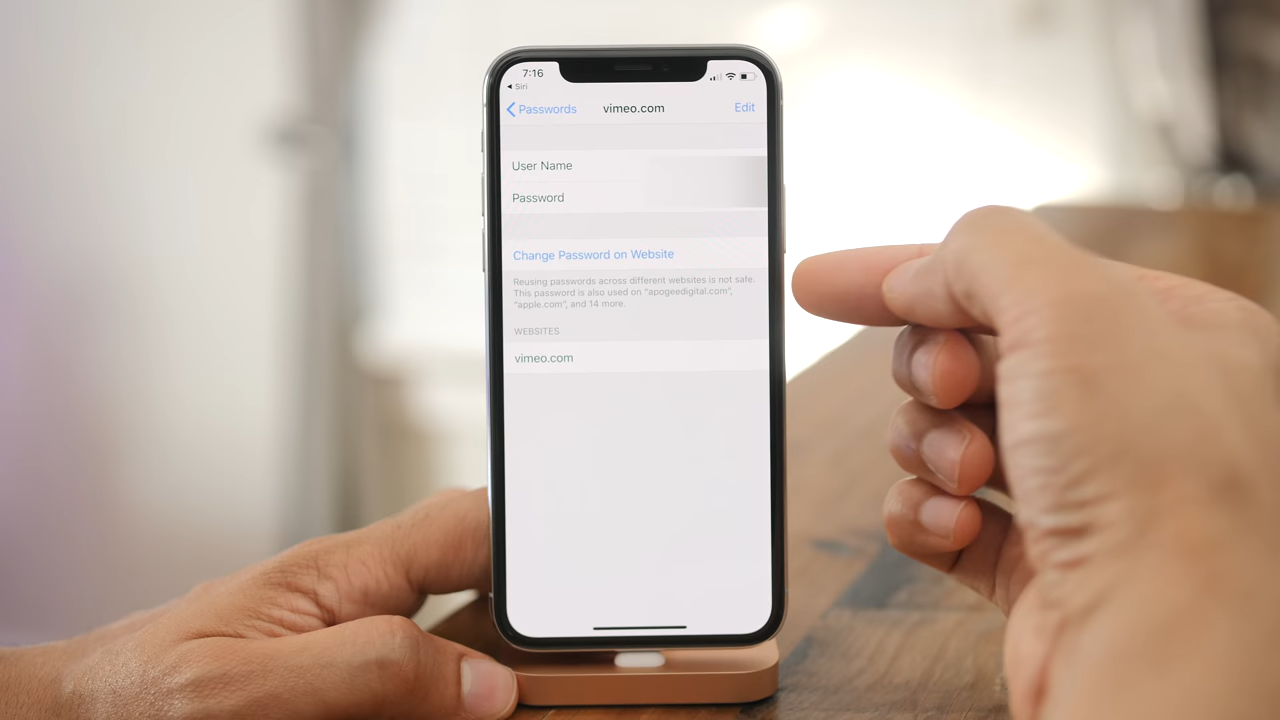 7:16
◀ Siri
Passwords vimeo.com Edit
User Name
Password
Change Password on Website
Reusing passwords across different websites is not safe.
This password is also used on “apogeedigital.com”,
“apple.com”, and 14 more.
WEBSITES
vimeo.com